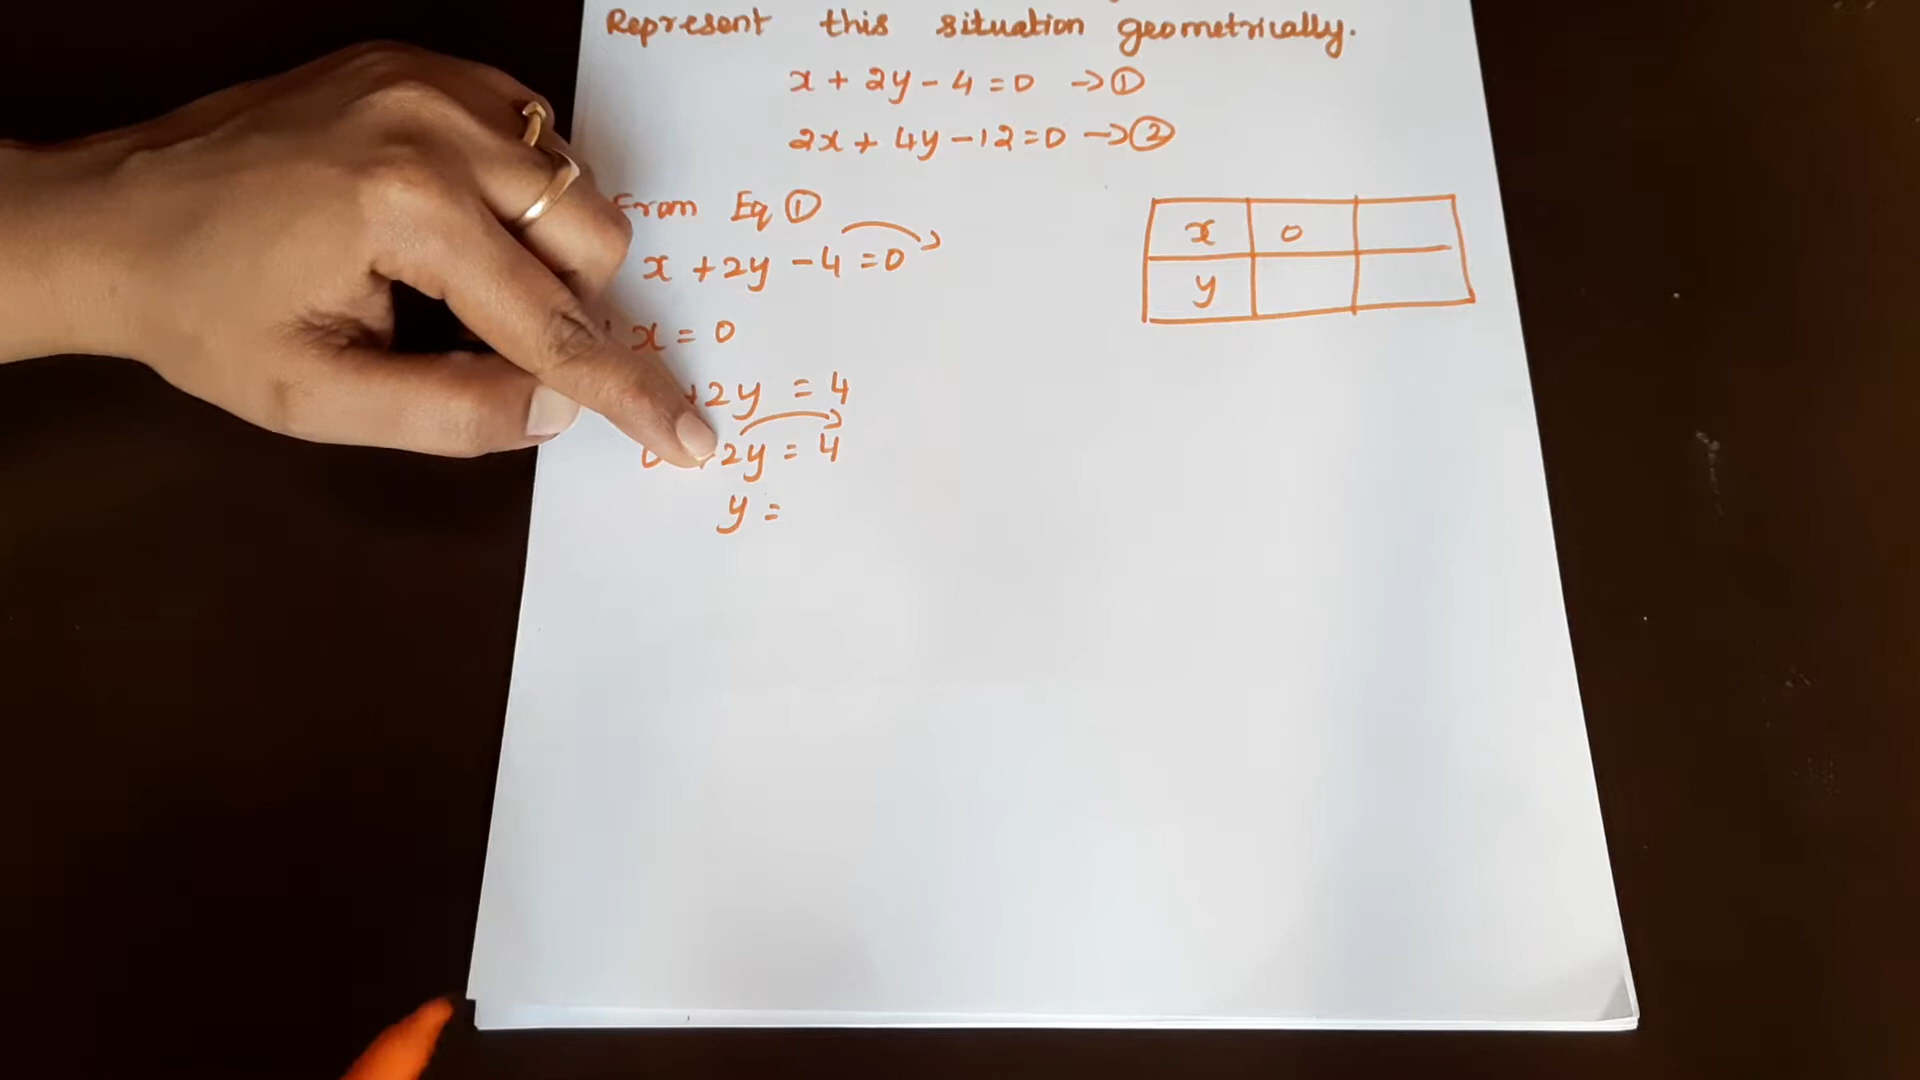 Represent this situation geometrically.
x + 2y - 4 = 0 → ①
2x + 4y - 12 = 0 → ②
From Eq ①
x + 2y - 4 = 0
x = 0
+2y = 4
2y = 4
y =
x 0
y